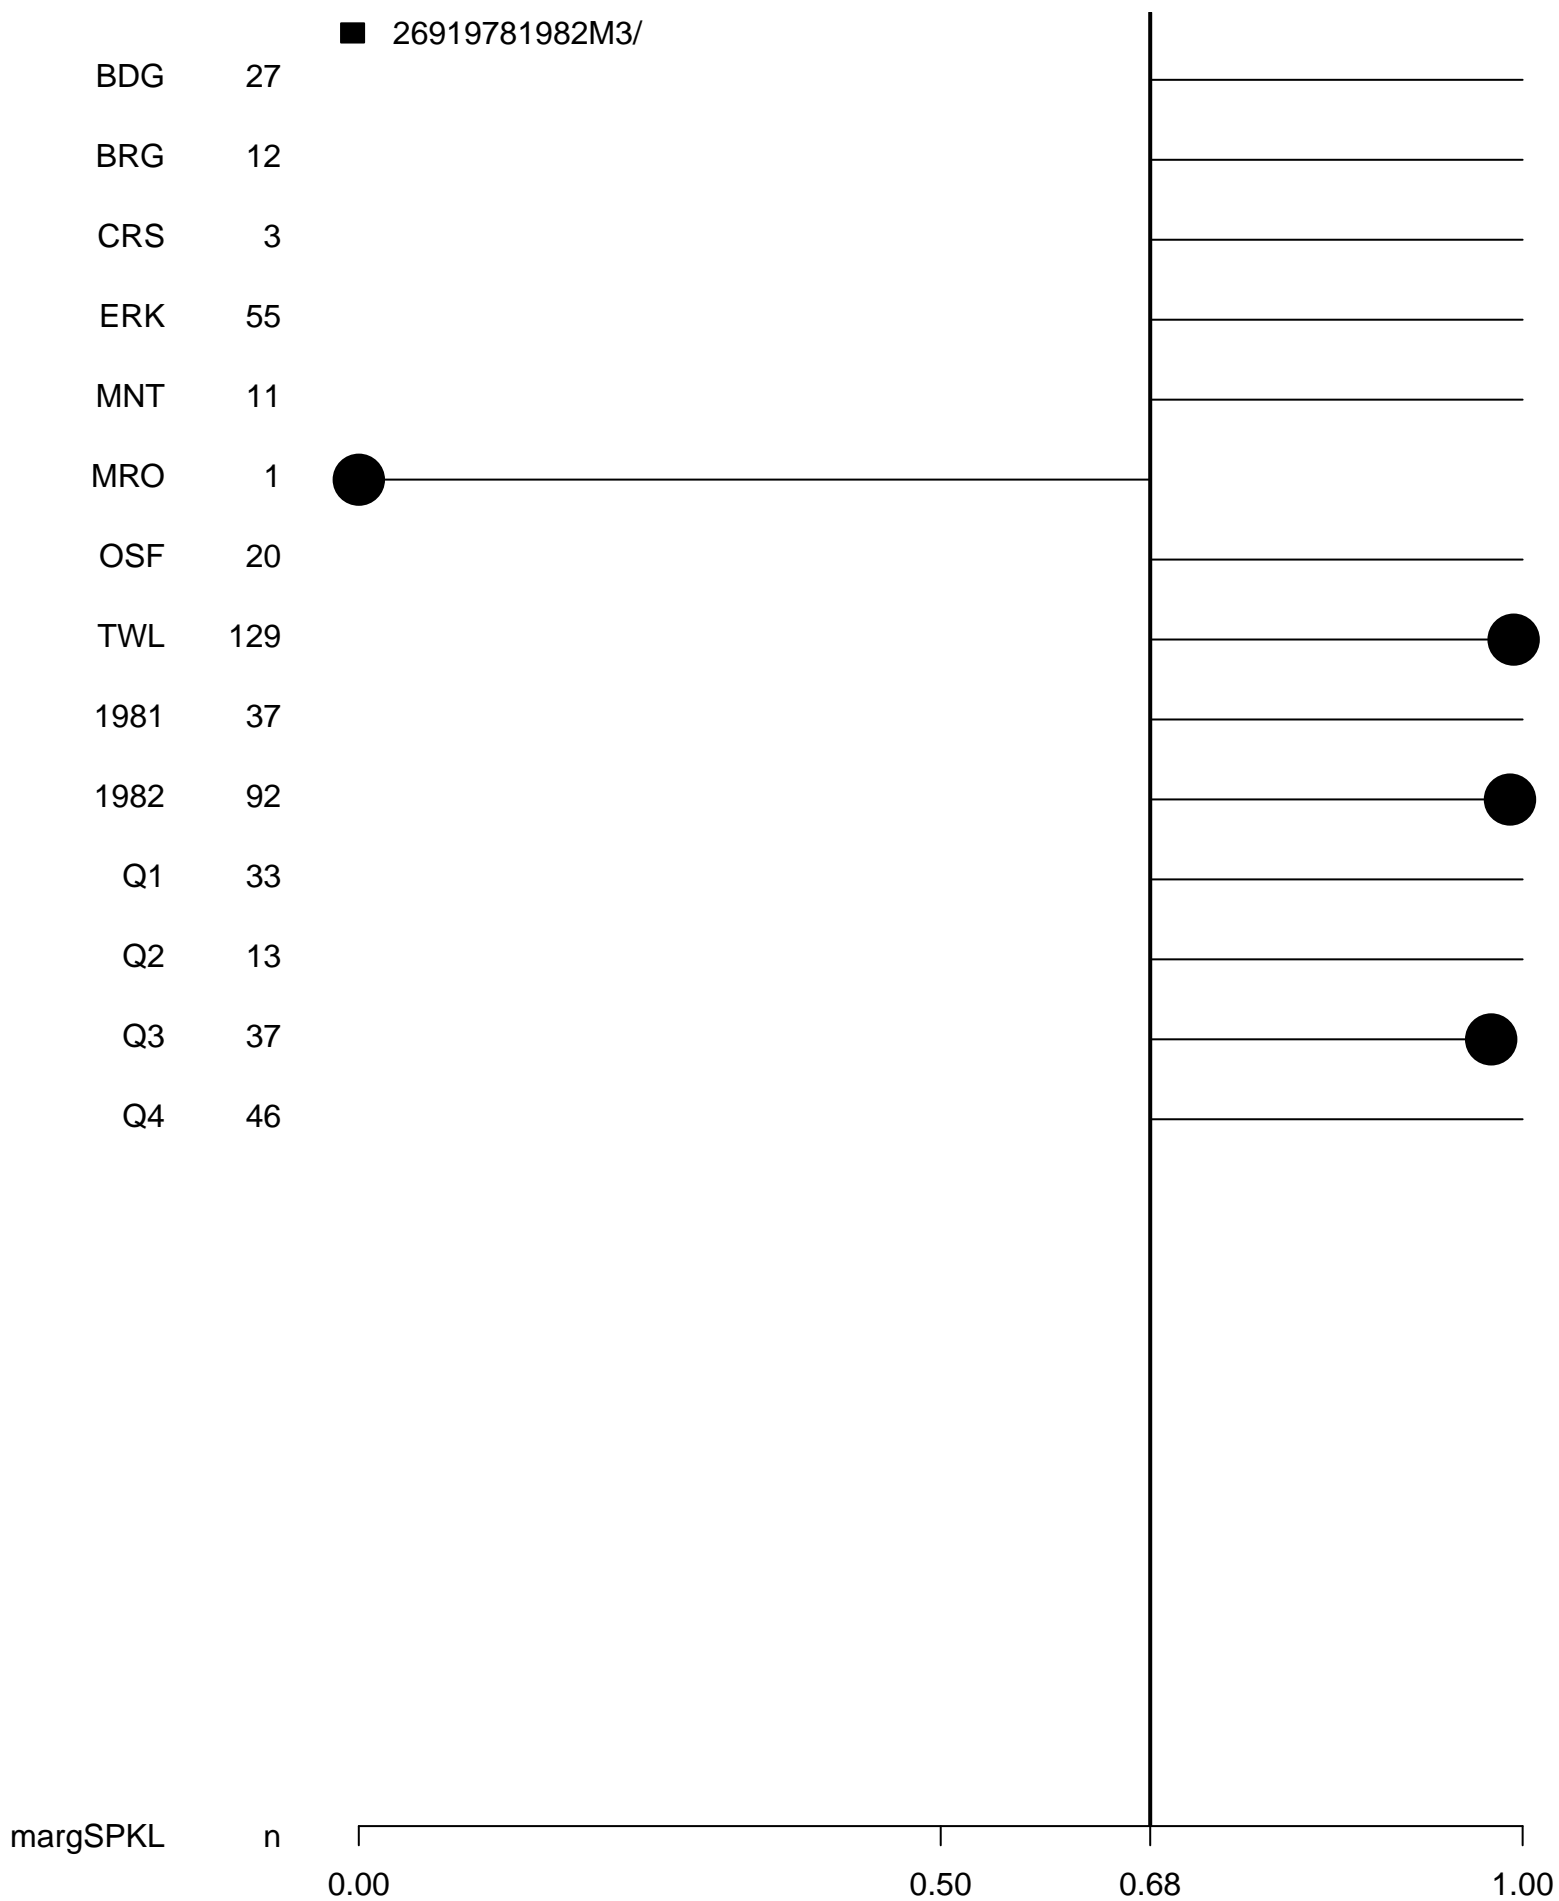 26919781982M3/
BDG 27
BRG 12
CRS 3
ERK 55
MNT 11
MRO 1
OSF 20
TWL 129
1981 37
1982 92
Q1 33
Q2 13
Q3 37
Q4 46
margSPKL n
0.00 0.50 0.68 1.00